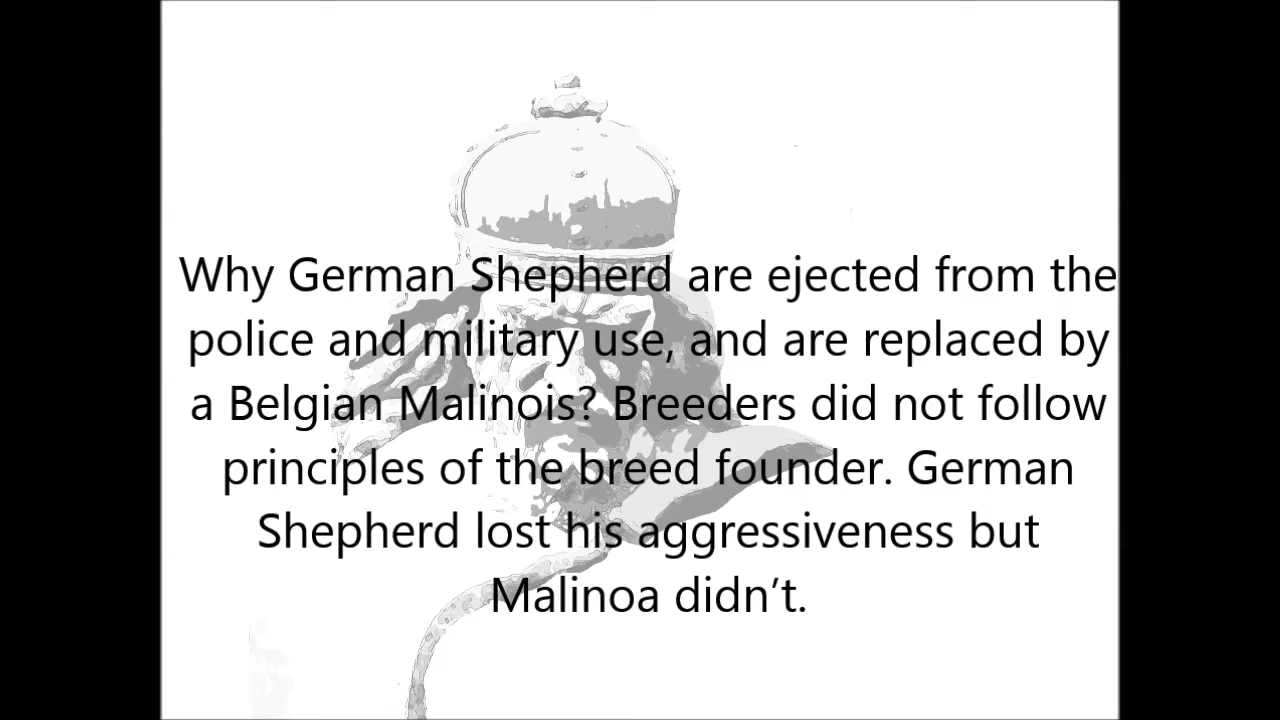 Why German Shepherd are ejected from the
police and military use, and are replaced by
a Belgian Malinois? Breeders did not follow
principles of the breed founder. German
Shepherd lost his aggressiveness but
Malinoa didn’t.